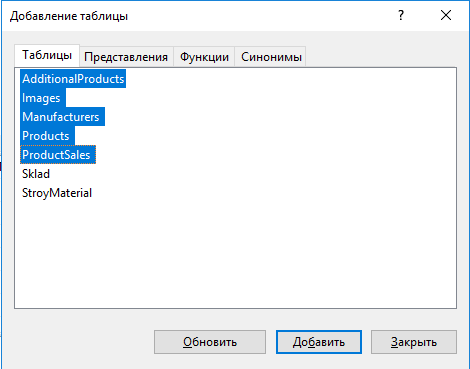 Добавление таблицы
?
Таблицы Представления Функции Синонимы
AdditionalProducts
Images
Manufacturers
Products
ProductSales
Sklad
StroyMaterial
Обновить Добавить Закрыть